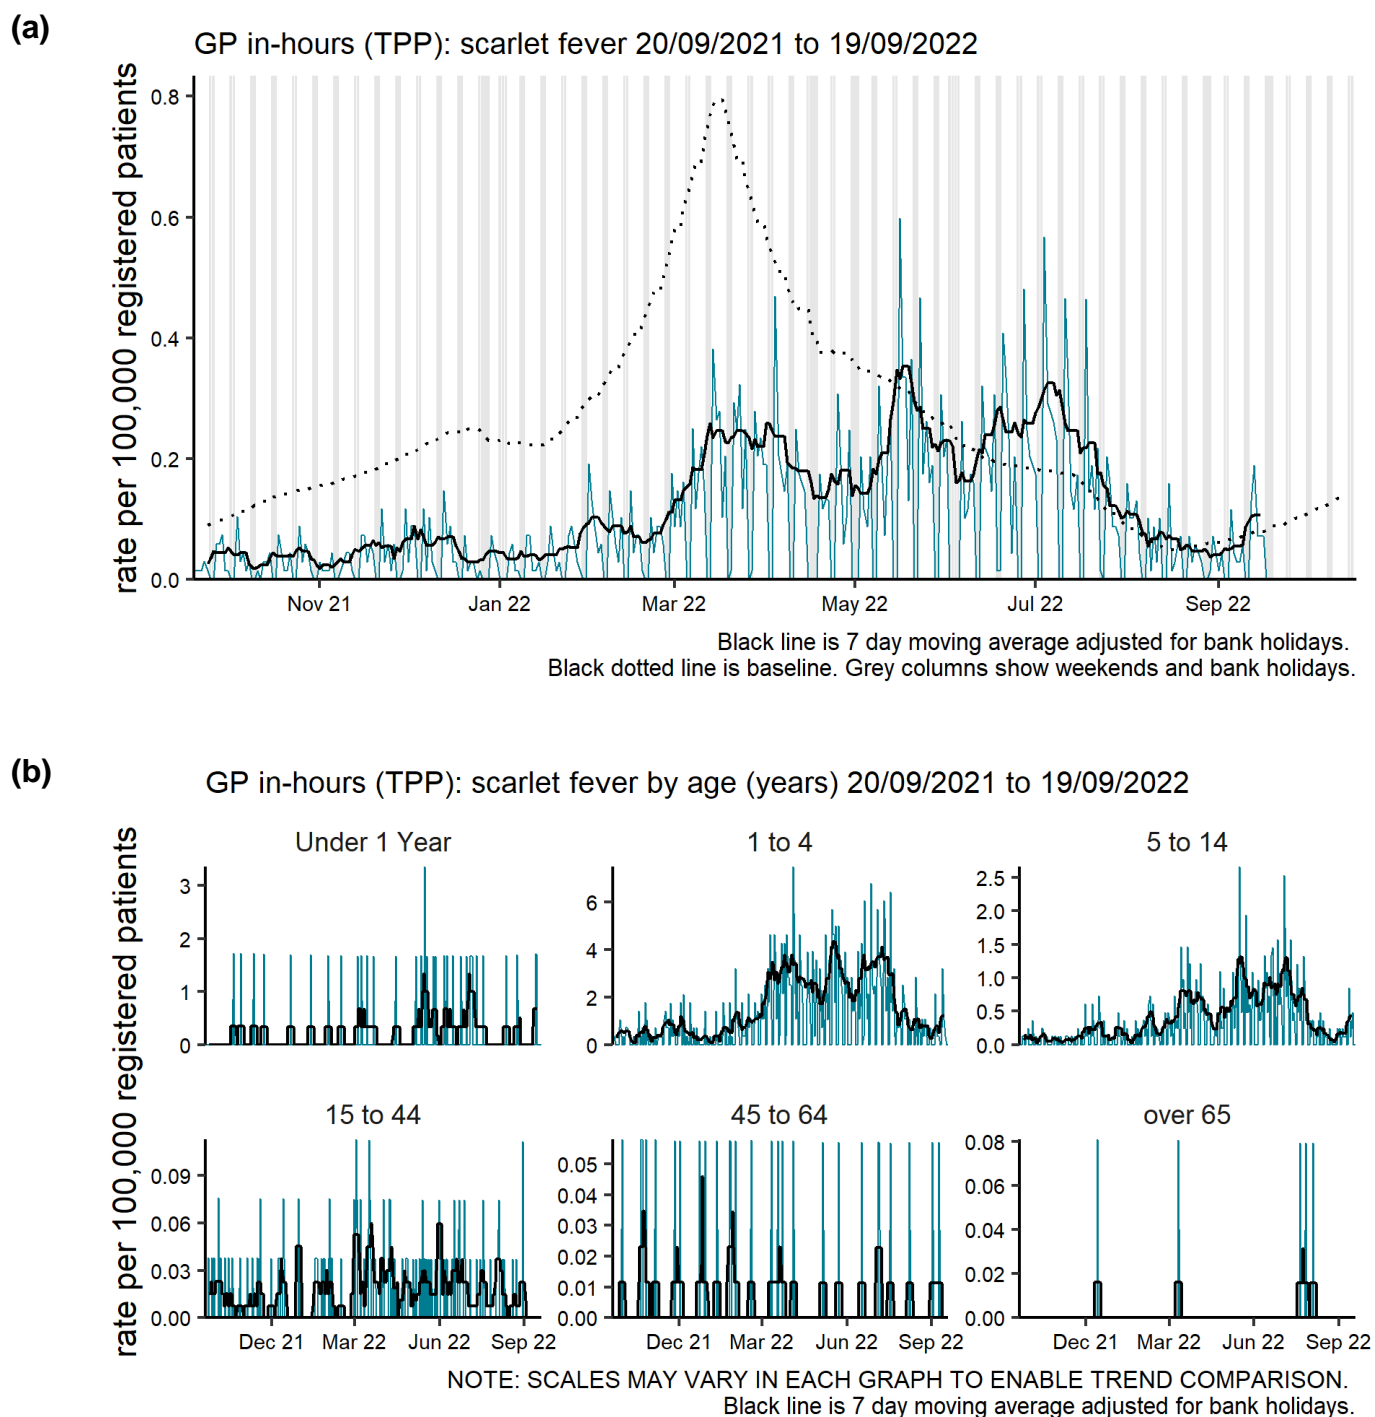 (a)
GP in-hours (TPP): scarlet fever 20/09/2021 to 19/09/2022
rate per 100,000 registered patients
0.8
0.6
0.4
0.2
0.0
Nov 21 Jan 22 Mar 22 May 22 Jul 22 Sep 22
Black line is 7 day moving average adjusted for bank holidays.
Black dotted line is baseline. Grey columns show weekends and bank holidays.
(b)
GP in-hours (TPP): scarlet fever by age (years) 20/09/2021 to 19/09/2022
rate per 100,000 registered patients
Under 1 Year
3
2
1
0
1 to 4
6
4
2
0
5 to 14
2.5
2.0
1.5
1.0
0.5
0.0
15 to 44
0.09
0.06
0.03
0.00
Dec 21 Mar 22 Jun 22 Sep 22
45 to 64
0.05
0.04
0.03
0.02
0.01
0.00
Dec 21 Mar 22 Jun 22 Sep 22
over 65
0.08
0.06
0.04
0.02
0.00
Dec 21 Mar 22 Jun 22 Sep 22
NOTE: SCALES MAY VARY IN EACH GRAPH TO ENABLE TREND COMPARISON.
Black line is 7 day moving average adjusted for bank holidays.